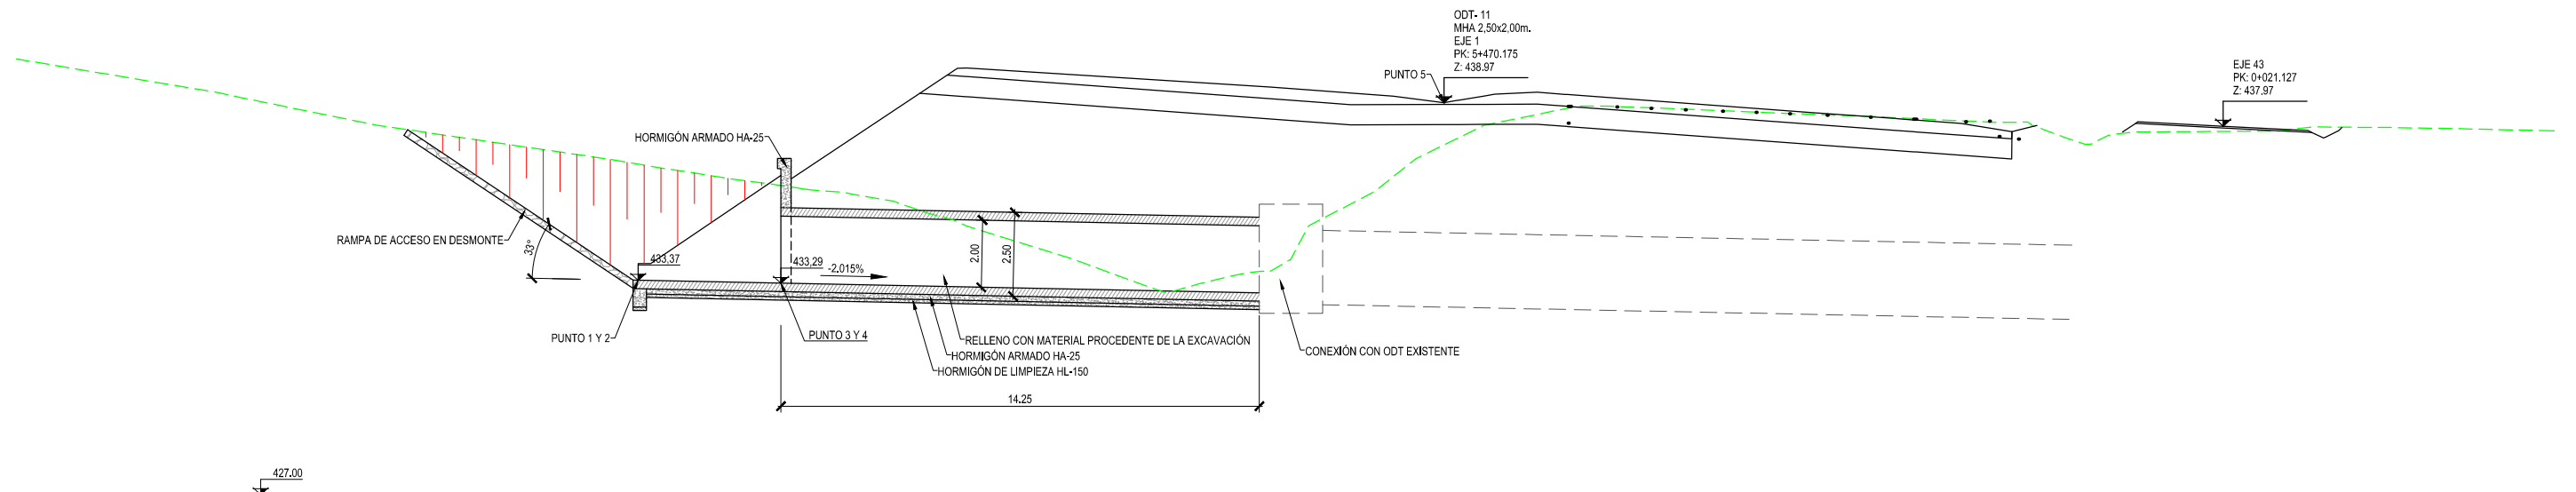 ODT- 11
MHA 2,50x2,00m.
EJE 1
PK: 5+470.175
Z: 438.97
PUNTO 5
EJE 43
PK: 0+021.127
Z: 437.97
HORMIGÓN ARMADO HA-25
RAMPA DE ACCESO EN DESMONTE
33°
433,37
433,29
-2.015%
2.00
2.50
PUNTO 1 Y 2
PUNTO 3 Y 4
RELLENO CON MATERIAL PROCEDENTE DE LA EXCAVACIÓN
HORMIGÓN ARMADO HA-25
HORMIGÓN DE LIMPIEZA HL-150
CONEXIÓN CON ODT EXISTENTE
14.25
427.00